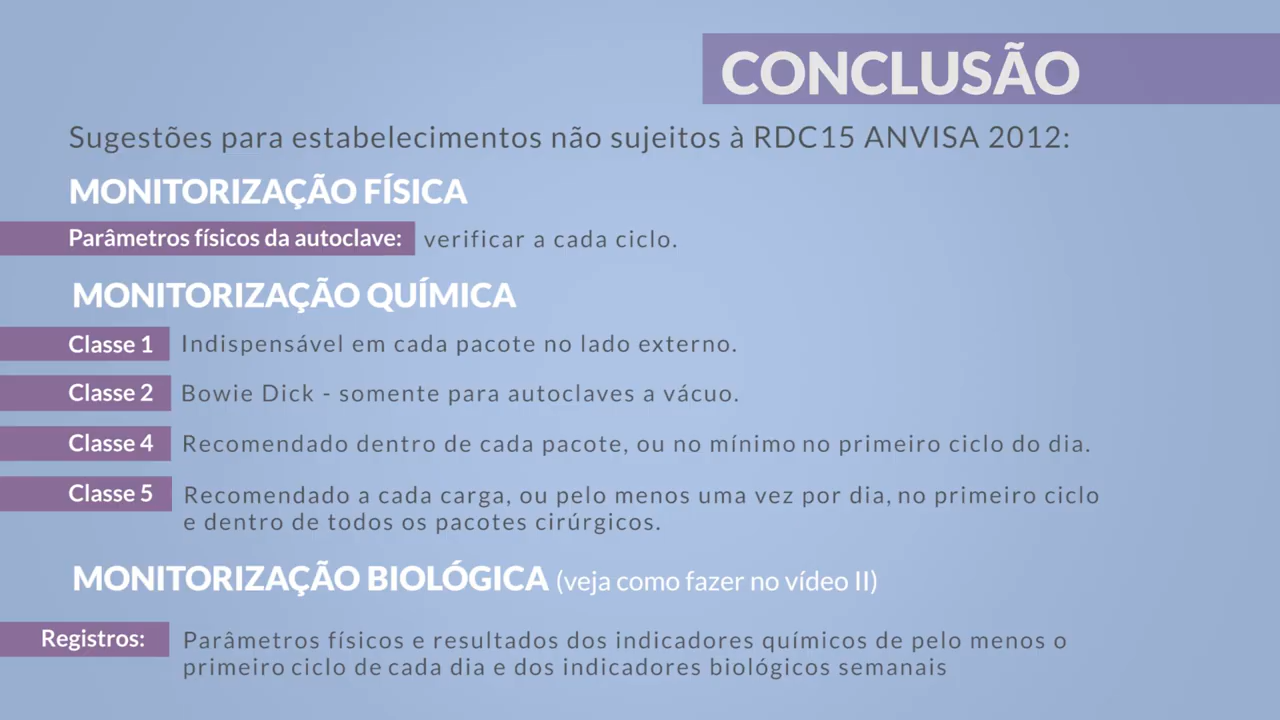 CONCLUSÃO
Sugestões para estabelecimentos não sujeitos à RDC15 ANVISA 2012:
MONITORIZAÇÃO FÍSICA
Parâmetros físicos da autoclave: verificar a cada ciclo.
MONITORIZAÇÃO QUÍMICA
Classe 1 Indispensável em cada pacote no lado externo.
Classe 2 Bowie Dick - somente para autoclaves a vácuo.
Classe 4 Recomendado dentro de cada pacote, ou no mínimo no primeiro ciclo do dia.
Classe 5 Recomendado a cada carga, ou pelo menos uma vez por dia, no primeiro ciclo
e dentro de todos os pacotes cirúrgicos.
MONITORIZAÇÃO BIOLÓGICA (veja como fazer no vídeo II)
Registros: Parâmetros físicos e resultados dos indicadores químicos de pelo menos o
primeiro ciclo de cada dia e dos indicadores biológicos semanais